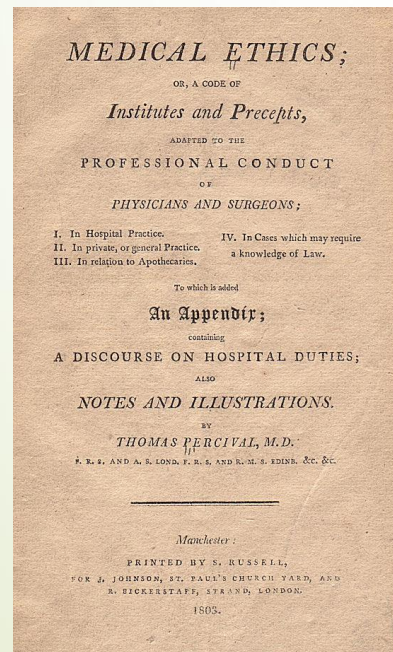 MEDICAL ETHICS;
OR, A CODE OF
Institutes and Precepts,
ADAPTED TO THE
PROFESSIONAL CONDUCT
OF
PHYSICIANS AND SURGEONS;
I. In Hospital Practice.
II. In private, or general Practice.
III. In relation to Apothecaries.
IV. In Cases which may require
a knowledge of Law.
To which is added
An Appendix;
containing
A DISCOURSE ON HOSPITAL DUTIES;
ALSO
NOTES AND ILLUSTRATIONS.
BY
THOMAS PERCIVAL, M.D.
F. R. S. AND A. S. LOND. F. R. S. AND R. M. S. EDINB. &C. &C.
Manchester:
PRINTED BY S. RUSSELL,
FOR J. JOHNSON, ST. PAUL'S CHURCH YARD, AND
R. BICKERSTAFF, STRAND, LONDON.
1803.